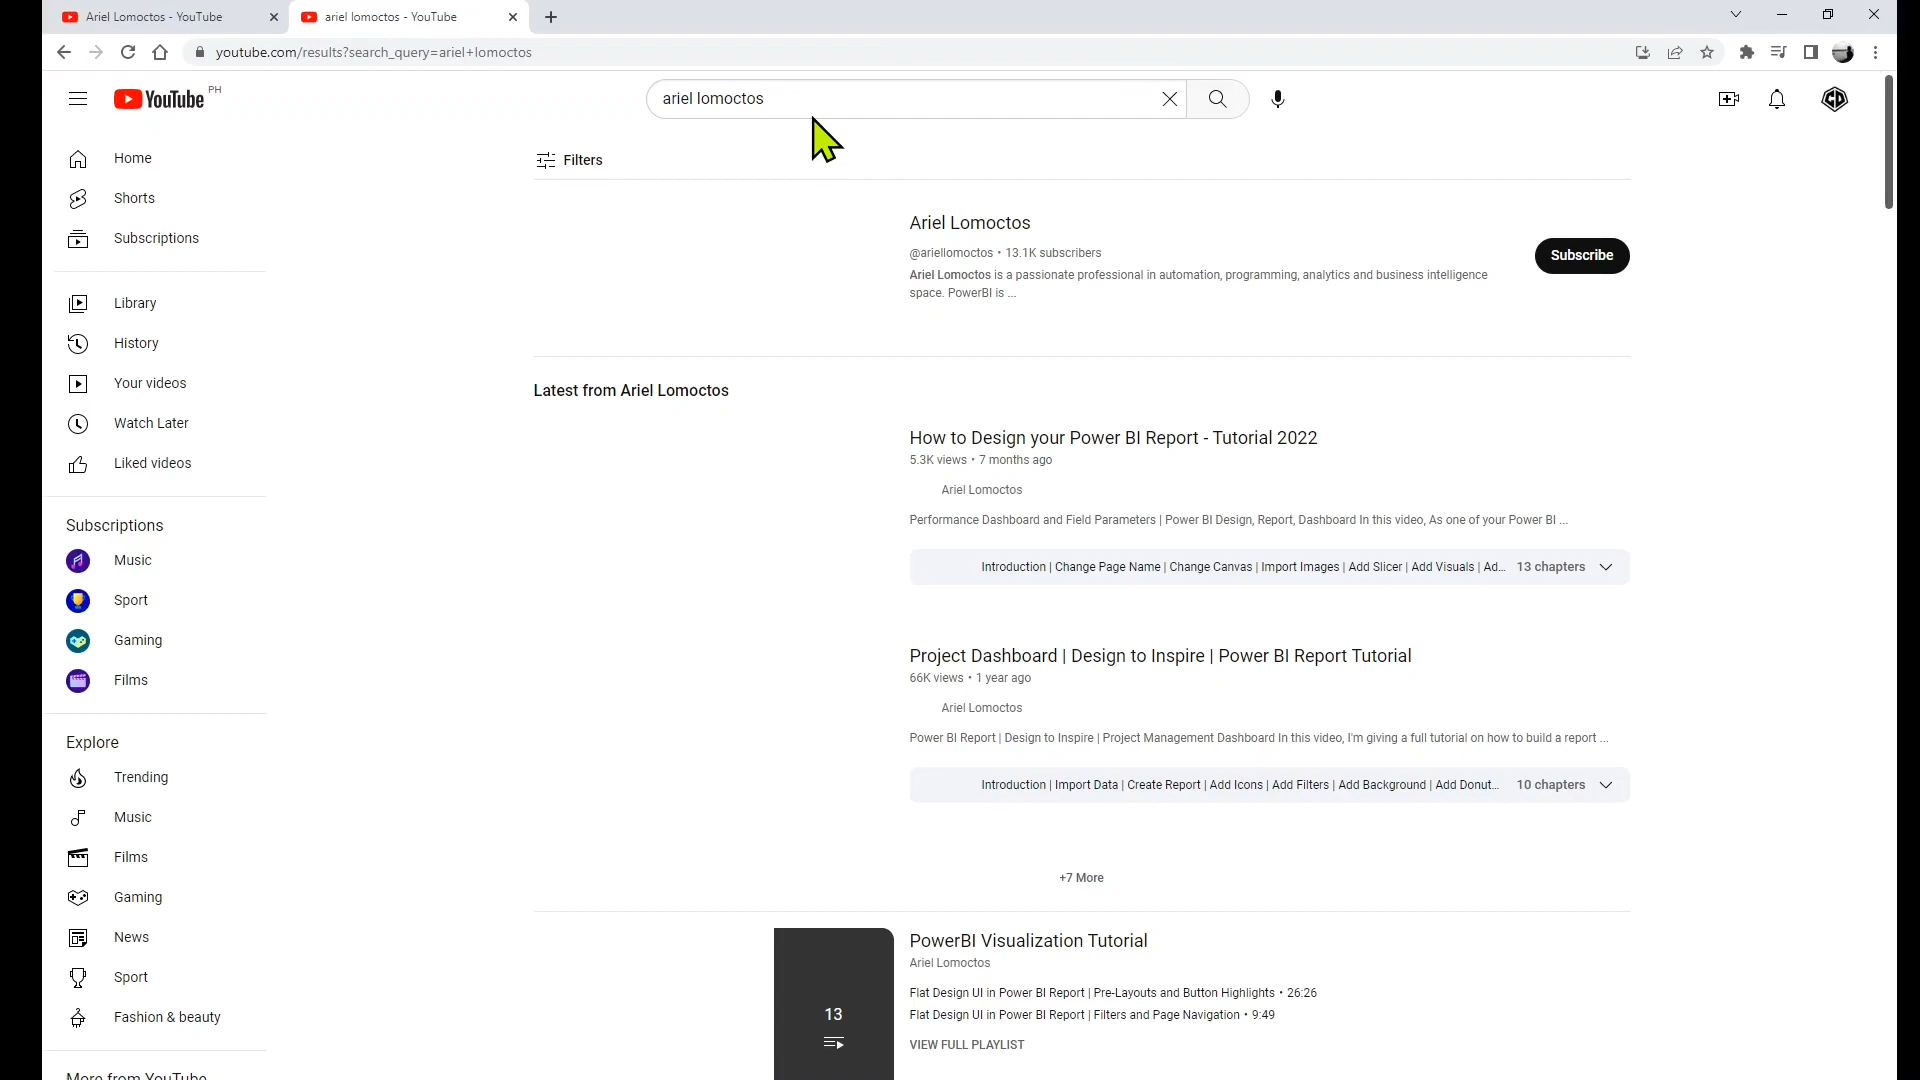 Ariel Lomoctos - YouTube
ariel lomoctos - YouTube
youtube.com/results?search_query=ariel+lomoctos
YouTube PH
ariel lomoctos
Home
Shorts
Subscriptions
Library
History
Your videos
Watch Later
Liked videos
Subscriptions
Music
Sport
Gaming
Films
Explore
Trending
Music
Films
Gaming
News
Sport
Fashion & beauty
More from YouTube
Filters
Ariel Lomoctos
@ariellomoctos • 13.1K subscribers
Ariel Lomoctos is a passionate professional in automation, programming, analytics and business intelligence
space. PowerBI is ...
Subscribe
Latest from Ariel Lomoctos
How to Design your Power BI Report - Tutorial 2022
5.3K views • 7 months ago
Ariel Lomoctos
Performance Dashboard and Field Parameters | Power BI Design, Report, Dashboard In this video, As one of your Power BI ...
Introduction | Change Page Name | Change Canvas | Import Images | Add Slicer | Add Visuals | Ad... 13 chapters
Project Dashboard | Design to Inspire | Power BI Report Tutorial
66K views • 1 year ago
Ariel Lomoctos
Power BI Report | Design to Inspire | Project Management Dashboard In this video, I'm giving a full tutorial on how to build a report ...
Introduction | Import Data | Create Report | Add Icons | Add Filters | Add Background | Add Donut... 10 chapters
+7 More
13
PowerBI Visualization Tutorial
Ariel Lomoctos
Flat Design UI in Power BI Report | Pre-Layouts and Button Highlights • 26:26
Flat Design UI in Power BI Report | Filters and Page Navigation • 9:49
VIEW FULL PLAYLIST